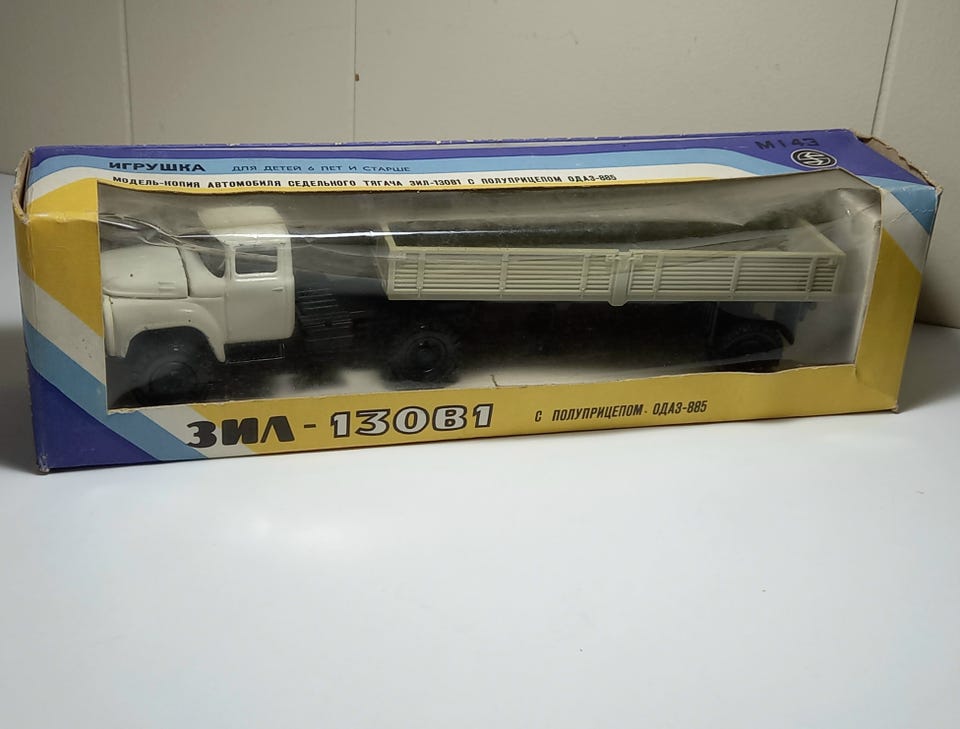 М 1 43
ИГРУШКА ДЛЯ ДЕТЕЙ 6 ЛЕТ И СТАРШЕ
МОДЕЛЬ-КОПИЯ АВТОМОБИЛЯ СЕДЕЛЬНОГО ТЯГАЧА ЗИЛ-130В1 С ПОЛУПРИЦЕПОМ ОДАЗ-885
ЗИЛ - 130В1 С ПОЛУПРИЦЕПОМ ОДАЗ-885